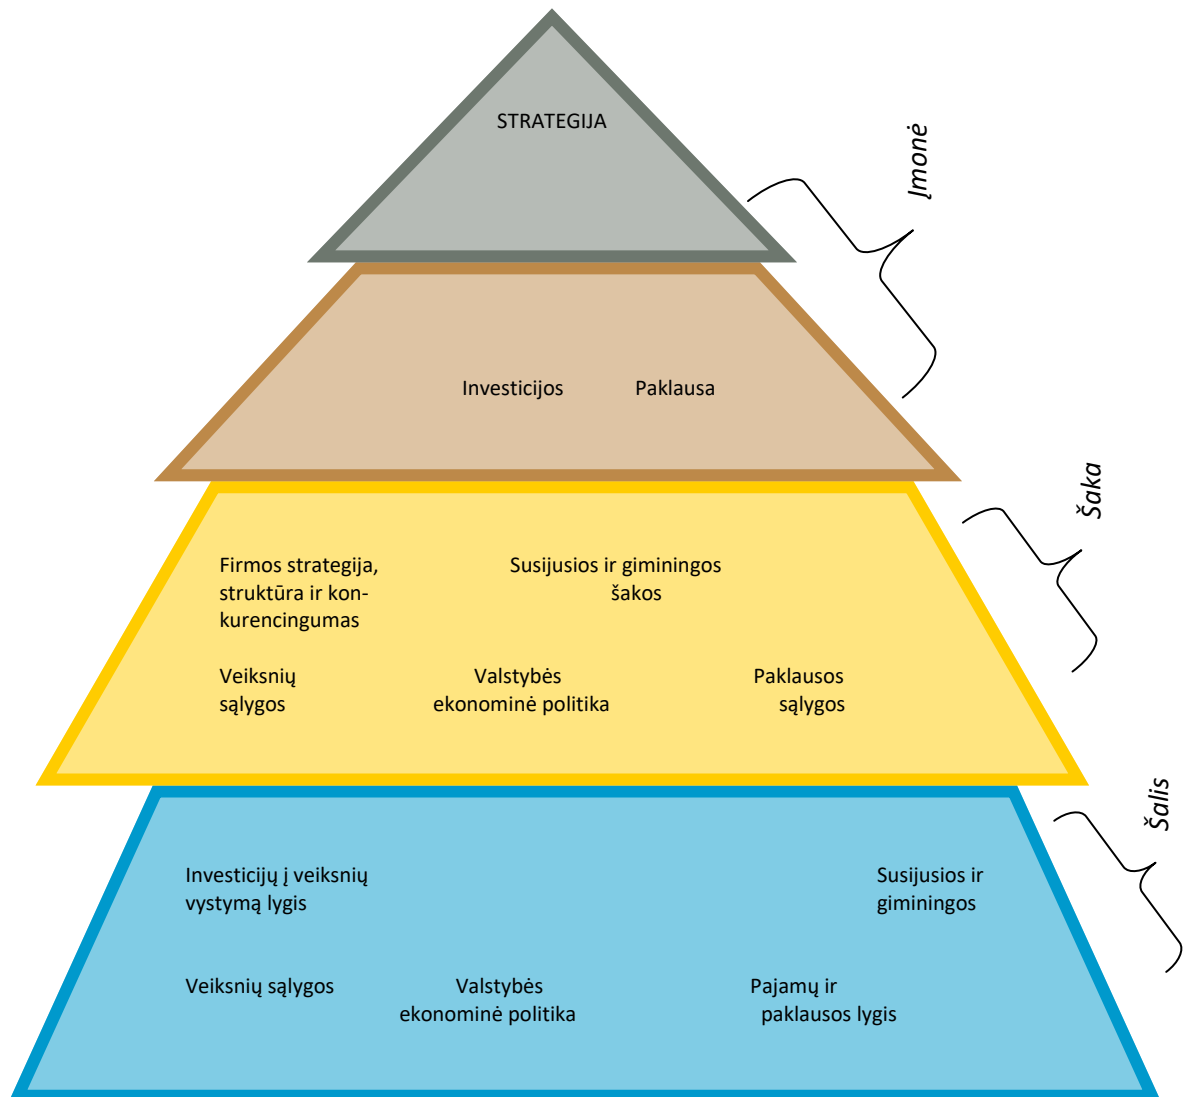 STRATEGIJA
Įmonė
Investicijos Paklausa
Šaka
Firmos strategija,
struktūra ir kon-
kurencingumas
Susijusios ir giminingos
šakos
Veiksnių
sąlygos
Valstybės
ekonominė politika
Paklausos
sąlygos
Šalis
Investicijų į veiksnių
vystymą lygis
Susijusios ir
giminingos
Veiksnių sąlygos
Valstybės
ekonominė politika
Pajamų ir
paklausos lygis